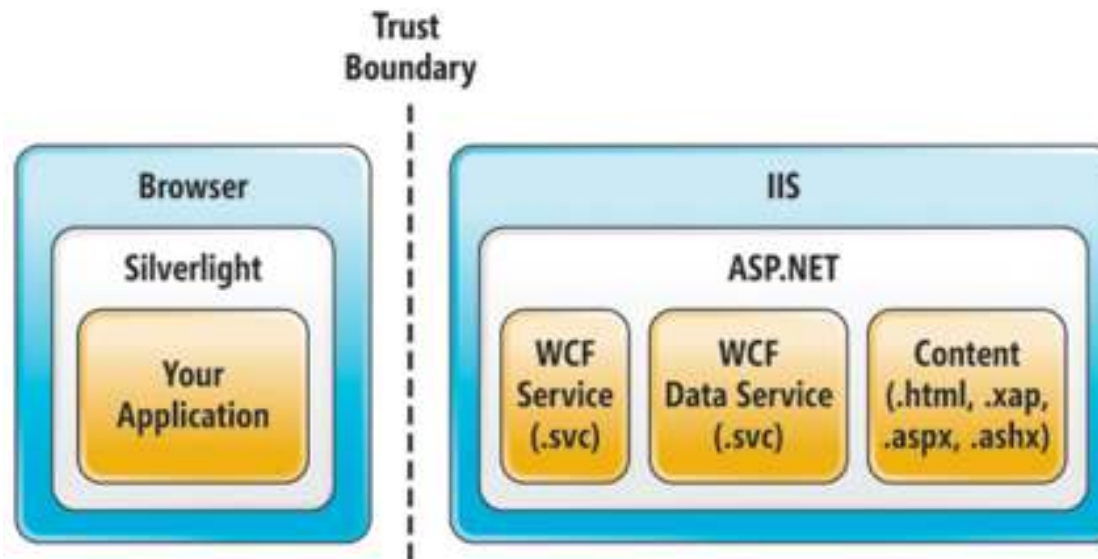 Trust
Boundary
Browser
Silverlight
Your
Application
IIS
ASP.NET
WCF
Service
(.svc)
WCF
Data Service
(.svc)
Content
(.html, .xap,
.aspx, .ashx)